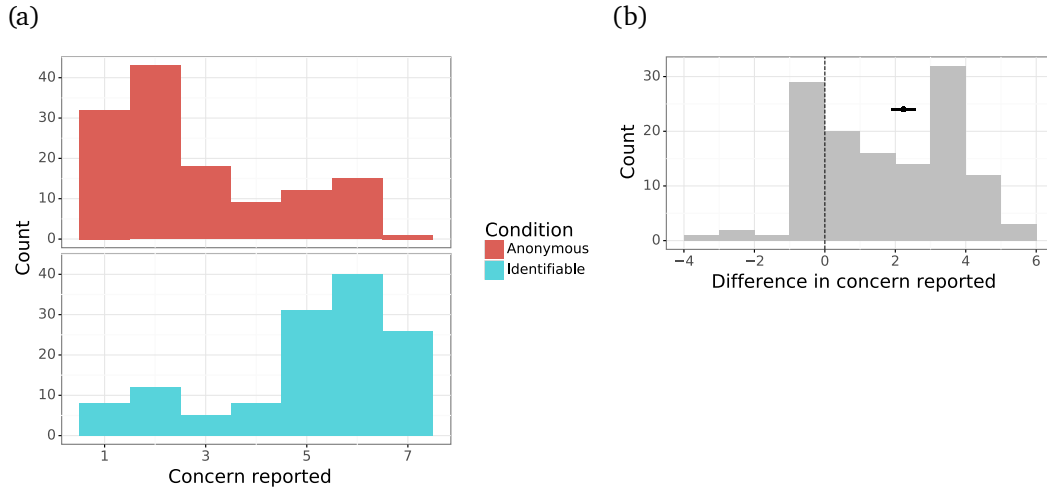 (a)
(b)
40
30
20
10
0
40
30
20
10
0
Count
1
3
5
7
Concern reported
Condition
Anonymous
Identifiable
30
20
10
0
Count
−4
−2
0
2
4
6
Difference in concern reported